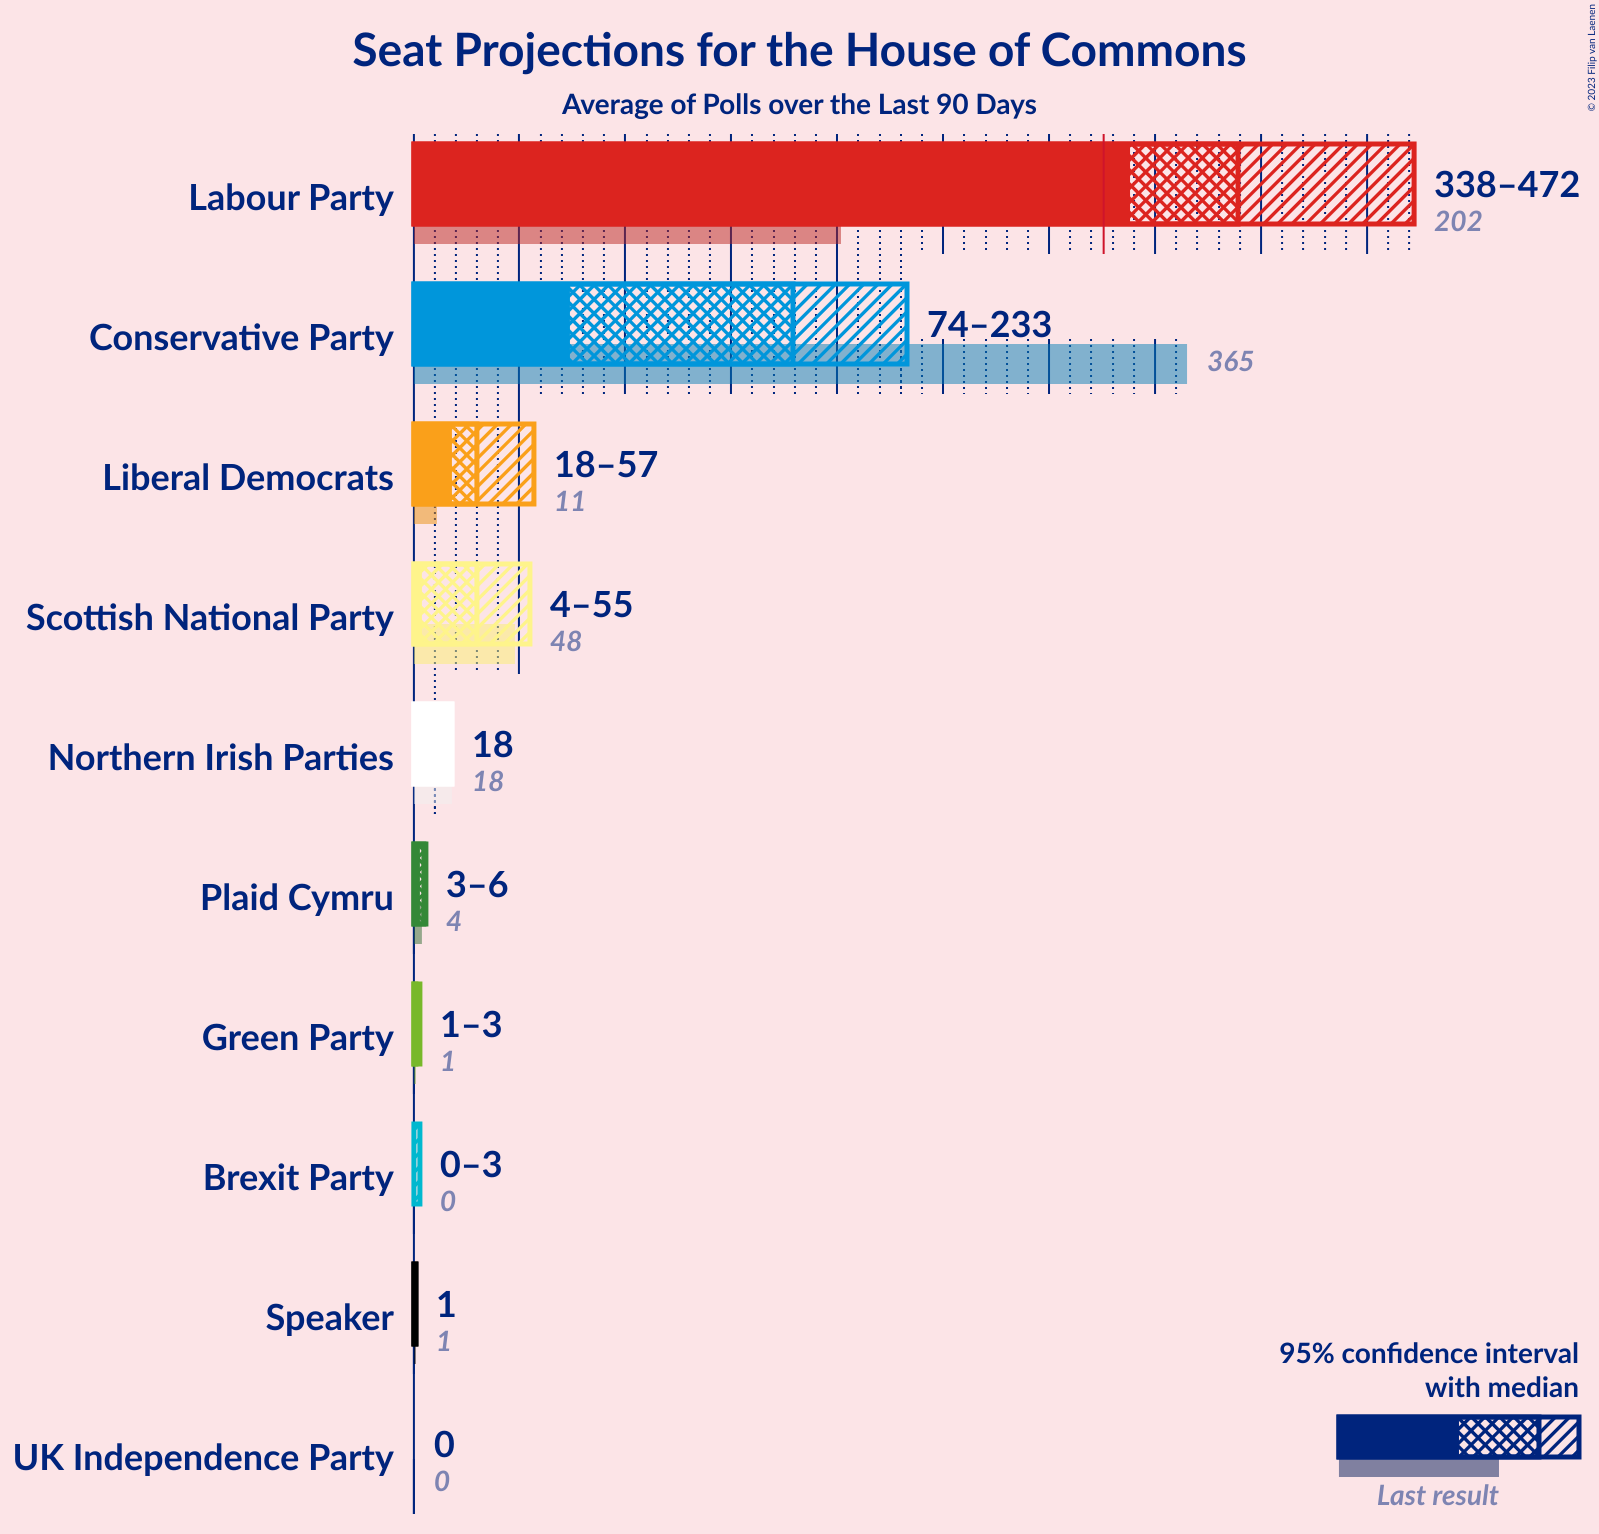 Seat Projections for the House of Commons
Average of Polls over the Last 90 Days
© 2023 Filip van Laenen
Labour Party
338–472
202
Conservative Party
74–233
365
Liberal Democrats
18–57
11
Scottish National Party
4–55
48
Northern Irish Parties
18
18
Plaid Cymru
3–6
4
Green Party
1–3
1
Brexit Party
0–3
0
Speaker
1
1
UK Independence Party
0
0
95% confidence interval
with median
Last result